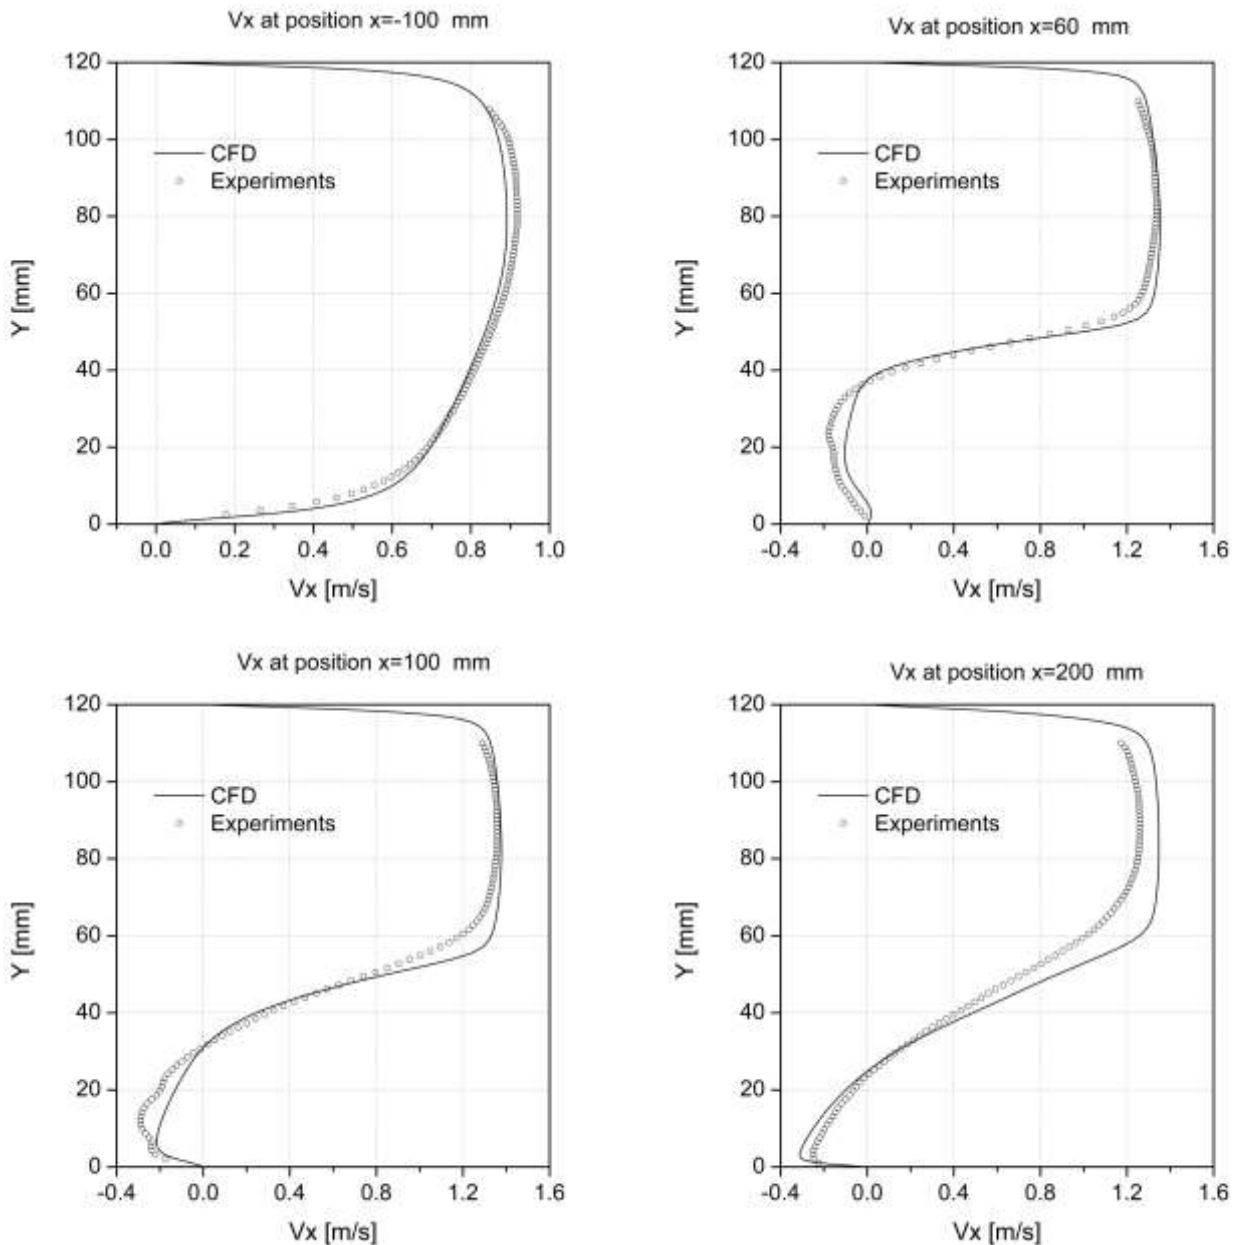 Vx at position x=-100 mm
120
100
80
60
40
20
0
Y [mm]
CFD
Experiments
0.0 0.2 0.4 0.6 0.8 1.0
Vx [m/s]
Vx at position x=60 mm
120
100
80
60
40
20
0
Y [mm]
CFD
Experiments
-0.4 0.0 0.4 0.8 1.2 1.6
Vx [m/s]
Vx at position x=100 mm
120
100
80
60
40
20
0
Y [mm]
CFD
Experiments
-0.4 0.0 0.4 0.8 1.2 1.6
Vx [m/s]
Vx at position x=200 mm
120
100
80
60
40
20
0
Y [mm]
CFD
Experiments
-0.4 0.0 0.4 0.8 1.2 1.6
Vx [m/s]